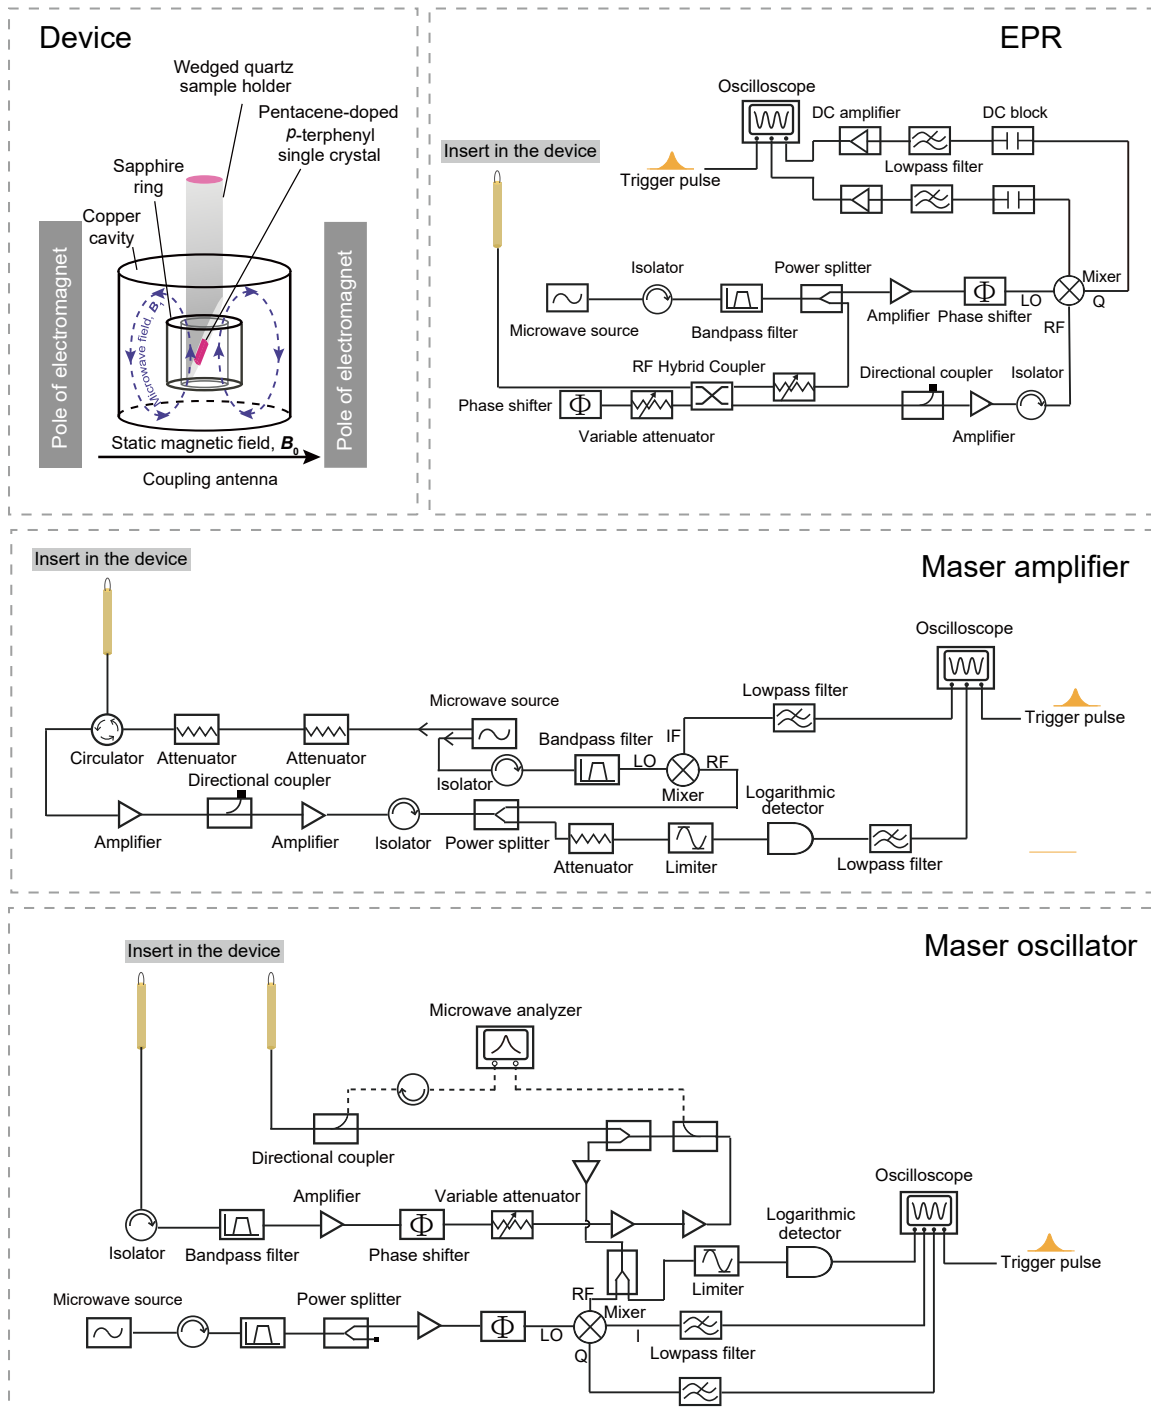 Device
Wedged quartz
sample holder
Pentacene-doped
p-terphenyl
single crystal
Sapphire
ring
Copper
cavity
Pole of electromagnet
Microwave field, B1
Pole of electromagnet
Static magnetic field, B0
Coupling antenna
EPR
Oscilloscope
DC amplifier
DC block
Insert in the device
Lowpass filter
Trigger pulse
Isolator
Power splitter
Mixer
LO
Q
Microwave source
Bandpass filter
Amplifier
Phase shifter
RF
Φ
RF Hybrid Coupler
Directional coupler
Isolator
Phase shifter
Φ
Variable attenuator
Amplifier
Insert in the device
Maser amplifier
Oscilloscope
Microwave source
Lowpass filter
Trigger pulse
Circulator
Attenuator
Attenuator
Bandpass filter
IF
LO
RF
Isolator
Mixer
Directional coupler
Logarithmic
detector
Amplifier
Amplifier
Isolator
Power splitter
Attenuator
Limiter
Lowpass filter
Insert in the device
Maser oscillator
Microwave analyzer
Directional coupler
Oscilloscope
Amplifier
Variable attenuator
Logarithmic
detector
Φ
Isolator
Bandpass filter
Phase shifter
Trigger pulse
Limiter
Microwave source
Power splitter
RF
Mixer
Φ
LO
I
Q
Lowpass filter